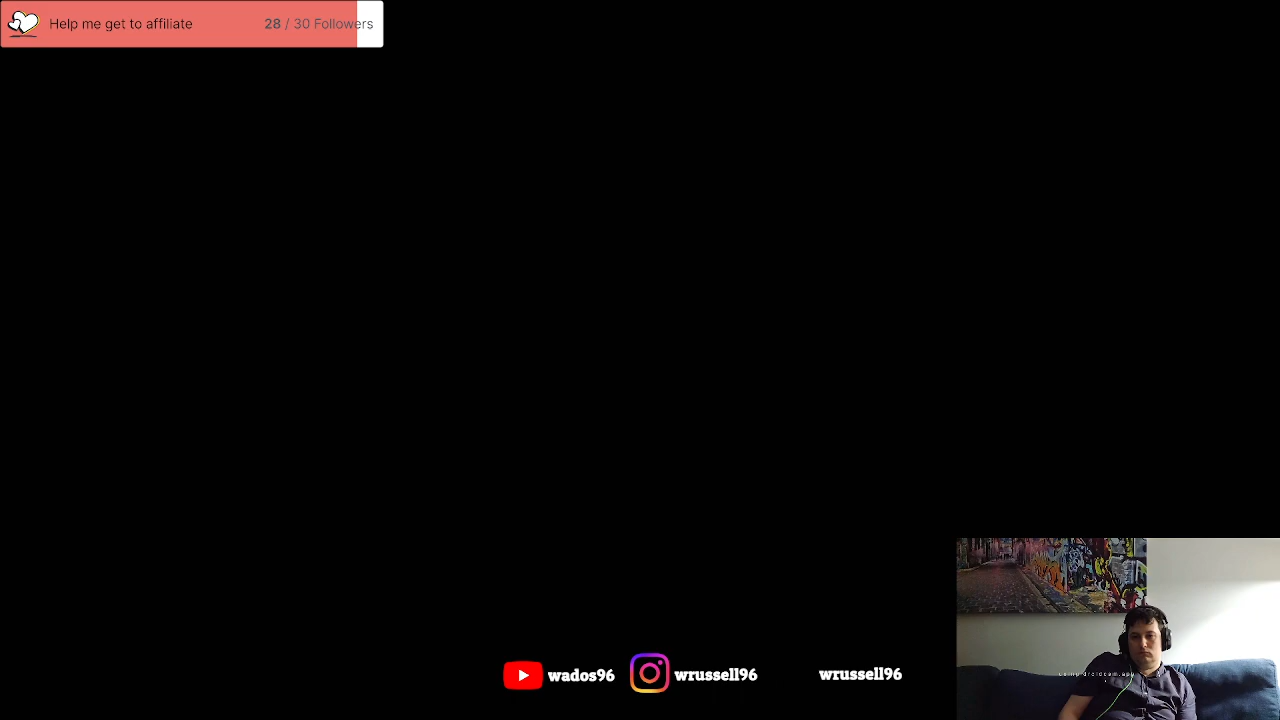 Help me get to affiliate 28 / 30 Followers
wados96 wrussell96 wrussell96